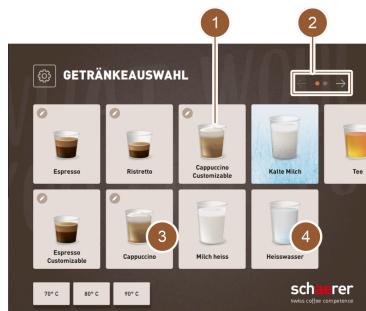 1
2
GETRÄNKEAUSWAHL
Espresso
Ristretto
Cappuccino
Customizable
Kalte Milch
Tee
Espresso
Customizable
Cappuccino
3
Milch heiss
Heisswasser
4
70° C
80° C
90° C
schaerer
swiss coffee competence